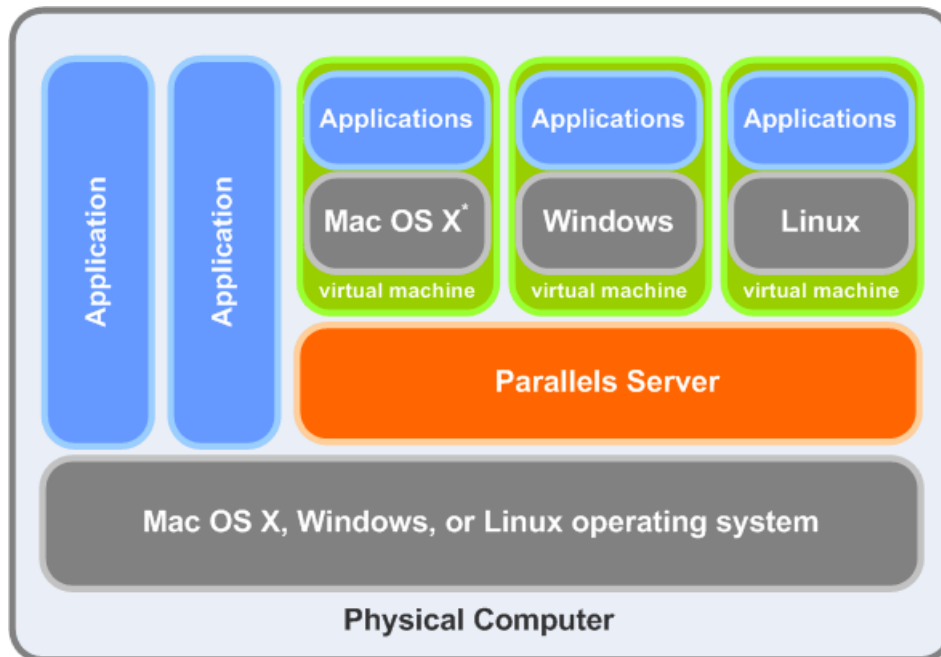 Application
Application
Applications
Mac OS X*
virtual machine
Applications
Windows
virtual machine
Applications
Linux
virtual machine
Parallels Server
Mac OS X, Windows, or Linux operating system
Physical Computer